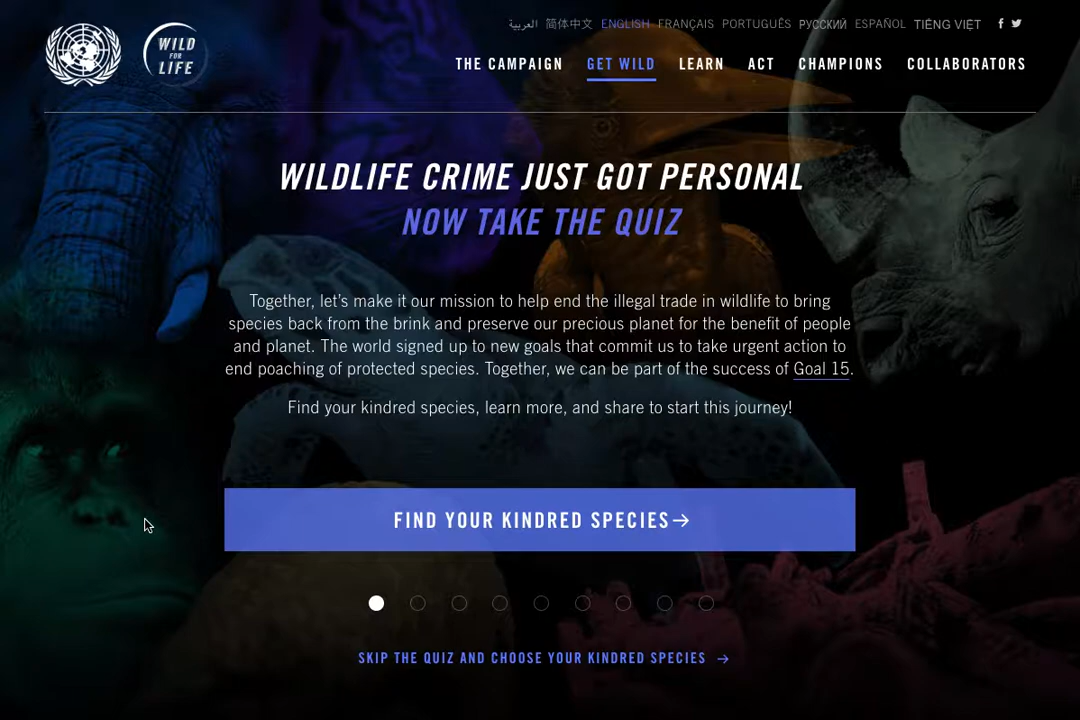 العربية 简体中文 ENGLISH FRANÇAIS PORTUGUÊS РУССКИЙ ESPAÑOL TIẾNG VIỆT
WILD
FOR
LIFE
THE CAMPAIGN GET WILD LEARN ACT CHAMPIONS COLLABORATORS
WILDLIFE CRIME JUST GOT PERSONAL
NOW TAKE THE QUIZ
Together, let's make it our mission to help end the illegal trade in wildlife to bring
species back from the brink and preserve our precious planet for the benefit of people
and planet. The world signed up to new goals that commit us to take urgent action to
end poaching of protected species. Together, we can be part of the success of Goal 15.
Find your kindred species, learn more, and share to start this journey!
FIND YOUR KINDRED SPECIES→
SKIP THE QUIZ AND CHOOSE YOUR KINDRED SPECIES →